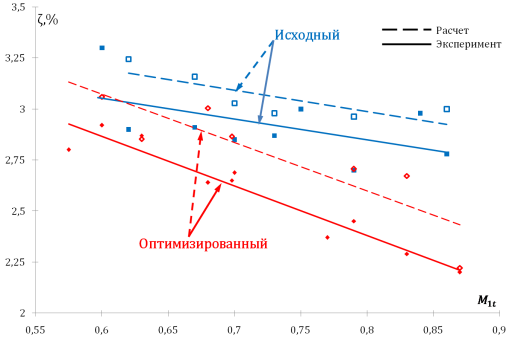 ζ,%
Исходный
Расчет
Эксперимент
3,5
3,25
3
2,75
2,5
2,25
2
Оптимизированный
M1t
0,55
0,6
0,65
0,7
0,75
0,8
0,85
0,9